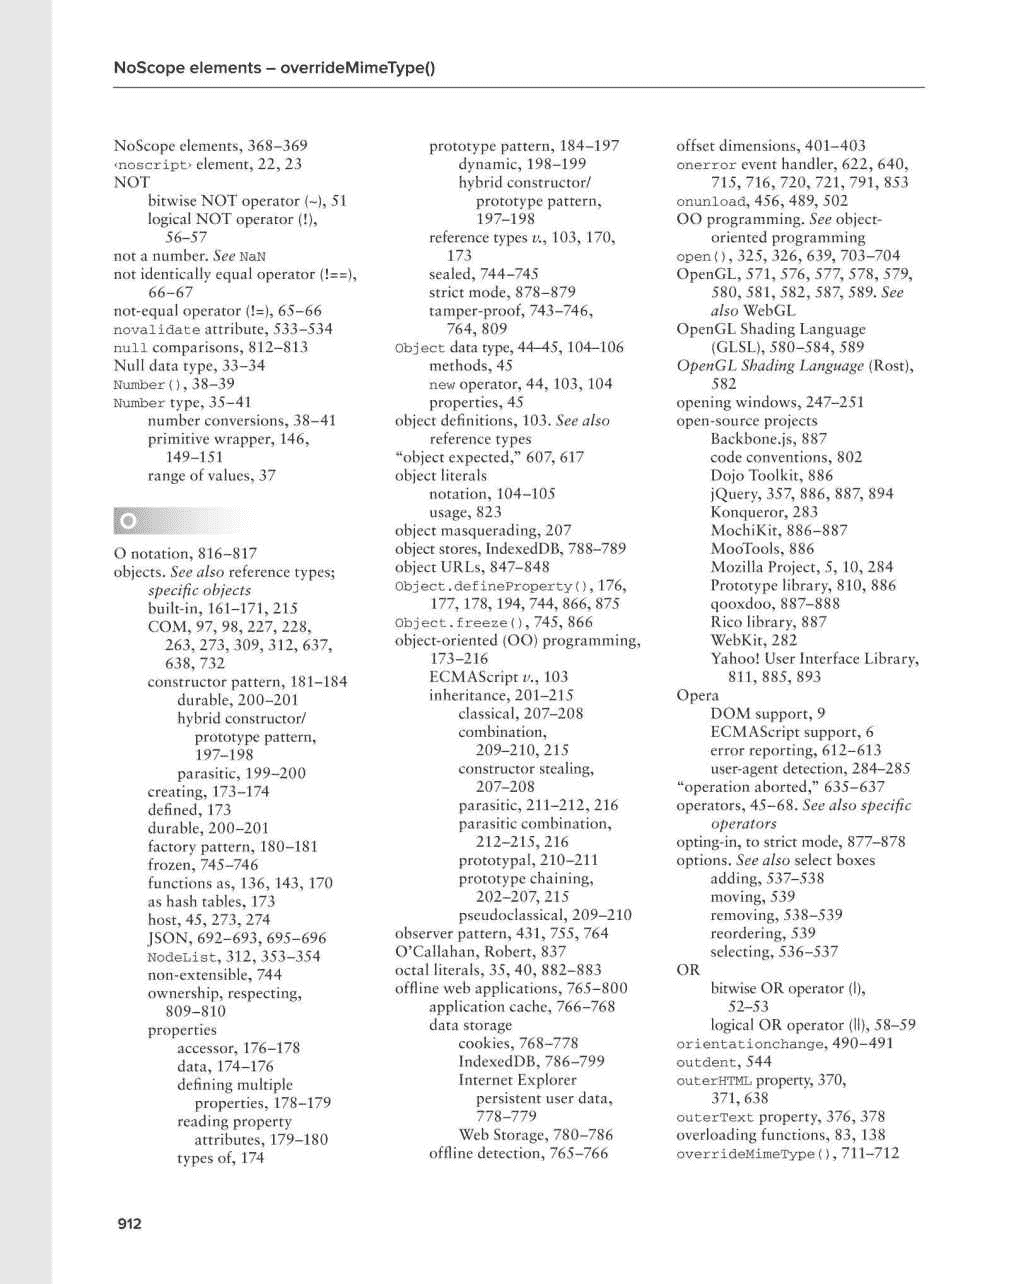 NoScope elements – overrideMimeType()
NoScope elements, 368–369
‹noscript› element, 22, 23
NOT
bitwise NOT operator (~), 51
logical NOT operator (!),
56–57
not a number. See NaN
not identically equal operator (!==),
66–67
not-equal operator (!=), 65–66
novalidate attribute, 533–534
null comparisons, 812–813
Null data type, 33–34
Number(), 38–39
Number type, 35–41
number conversions, 38–41
primitive wrapper, 146,
149–151
range of values, 37
O
O notation, 816–817
objects. See also reference types;
specific objects
built-in, 161–171, 215
COM, 97, 98, 227, 228,
263, 273, 309, 312, 637,
638, 732
constructor pattern, 181–184
durable, 200–201
hybrid constructor/
prototype pattern,
197–198
parasitic, 199–200
creating, 173–174
defined, 173
durable, 200–201
factory pattern, 180–181
frozen, 745–746
functions as, 136, 143, 170
as hash tables, 173
host, 45, 273, 274
JSON, 692–693, 695–696
NodeList, 312, 353–354
non-extensible, 744
ownership, respecting,
809–810
properties
accessor, 176–178
data, 174–176
defining multiple
properties, 178–179
reading property
attributes, 179–180
types of, 174
prototype pattern, 184–197
dynamic, 198–199
hybrid constructor/
prototype pattern,
197–198
reference types v., 103, 170,
173
sealed, 744–745
strict mode, 878–879
tamper-proof, 743–746,
764, 809
Object data type, 44–45, 104–106
methods, 45
new operator, 44, 103, 104
properties, 45
object definitions, 103. See also
reference types
“object expected,” 607, 617
object literals
notation, 104–105
usage, 823
object masquerading, 207
object stores, IndexedDB, 788–789
object URLs, 847–848
Object.defineProperty(), 176,
177, 178, 194, 744, 866, 875
Object.freeze(), 745, 866
object-oriented (OO) programming,
173–216
ECMAScript v., 103
inheritance, 201–215
classical, 207–208
combination,
209–210, 215
constructor stealing,
207–208
parasitic, 211–212, 216
parasitic combination,
212–215, 216
prototypal, 210–211
prototype chaining,
202–207, 215
pseudoclassical, 209–210
observer pattern, 431, 755, 764
O’Callahan, Robert, 837
octal literals, 35, 40, 882–883
offline web applications, 765–800
application cache, 766–768
data storage
cookies, 768–778
IndexedDB, 786–799
Internet Explorer
persistent user data,
778–779
Web Storage, 780–786
offline detection, 765–766
offset dimensions, 401–403
onerror event handler, 622, 640,
715, 716, 720, 721, 791, 853
onunload, 456, 489, 502
OO programming. See object-
oriented programming
open(), 325, 326, 639, 703–704
OpenGL, 571, 576, 577, 578, 579,
580, 581, 582, 587, 589. See
also WebGL
OpenGL Shading Language
(GLSL), 580–584, 589
OpenGL Shading Language (Rost),
582
opening windows, 247–251
open-source projects
Backbone.js, 887
code conventions, 802
Dojo Toolkit, 886
jQuery, 357, 886, 887, 894
Konqueror, 283
MochiKit, 886–887
MooTools, 886
Mozilla Project, 5, 10, 284
Prototype library, 810, 886
qooxdoo, 887–888
Rico library, 887
WebKit, 282
Yahoo! User Interface Library,
811, 885, 893
Opera
DOM support, 9
ECMAScript support, 6
error reporting, 612–613
user-agent detection, 284–285
“operation aborted,” 635–637
operators, 45–68. See also specific
operators
opting-in, to strict mode, 877–878
options. See also select boxes
adding, 537–538
moving, 539
removing, 538–539
reordering, 539
selecting, 536–537
OR
bitwise OR operator (|),
52–53
logical OR operator (||), 58–59
orientationchange, 490–491
outdent, 544
outerHTML property, 370,
371, 638
outerText property, 376, 378
overloading functions, 83, 138
overrideMimeType(), 711–712
912